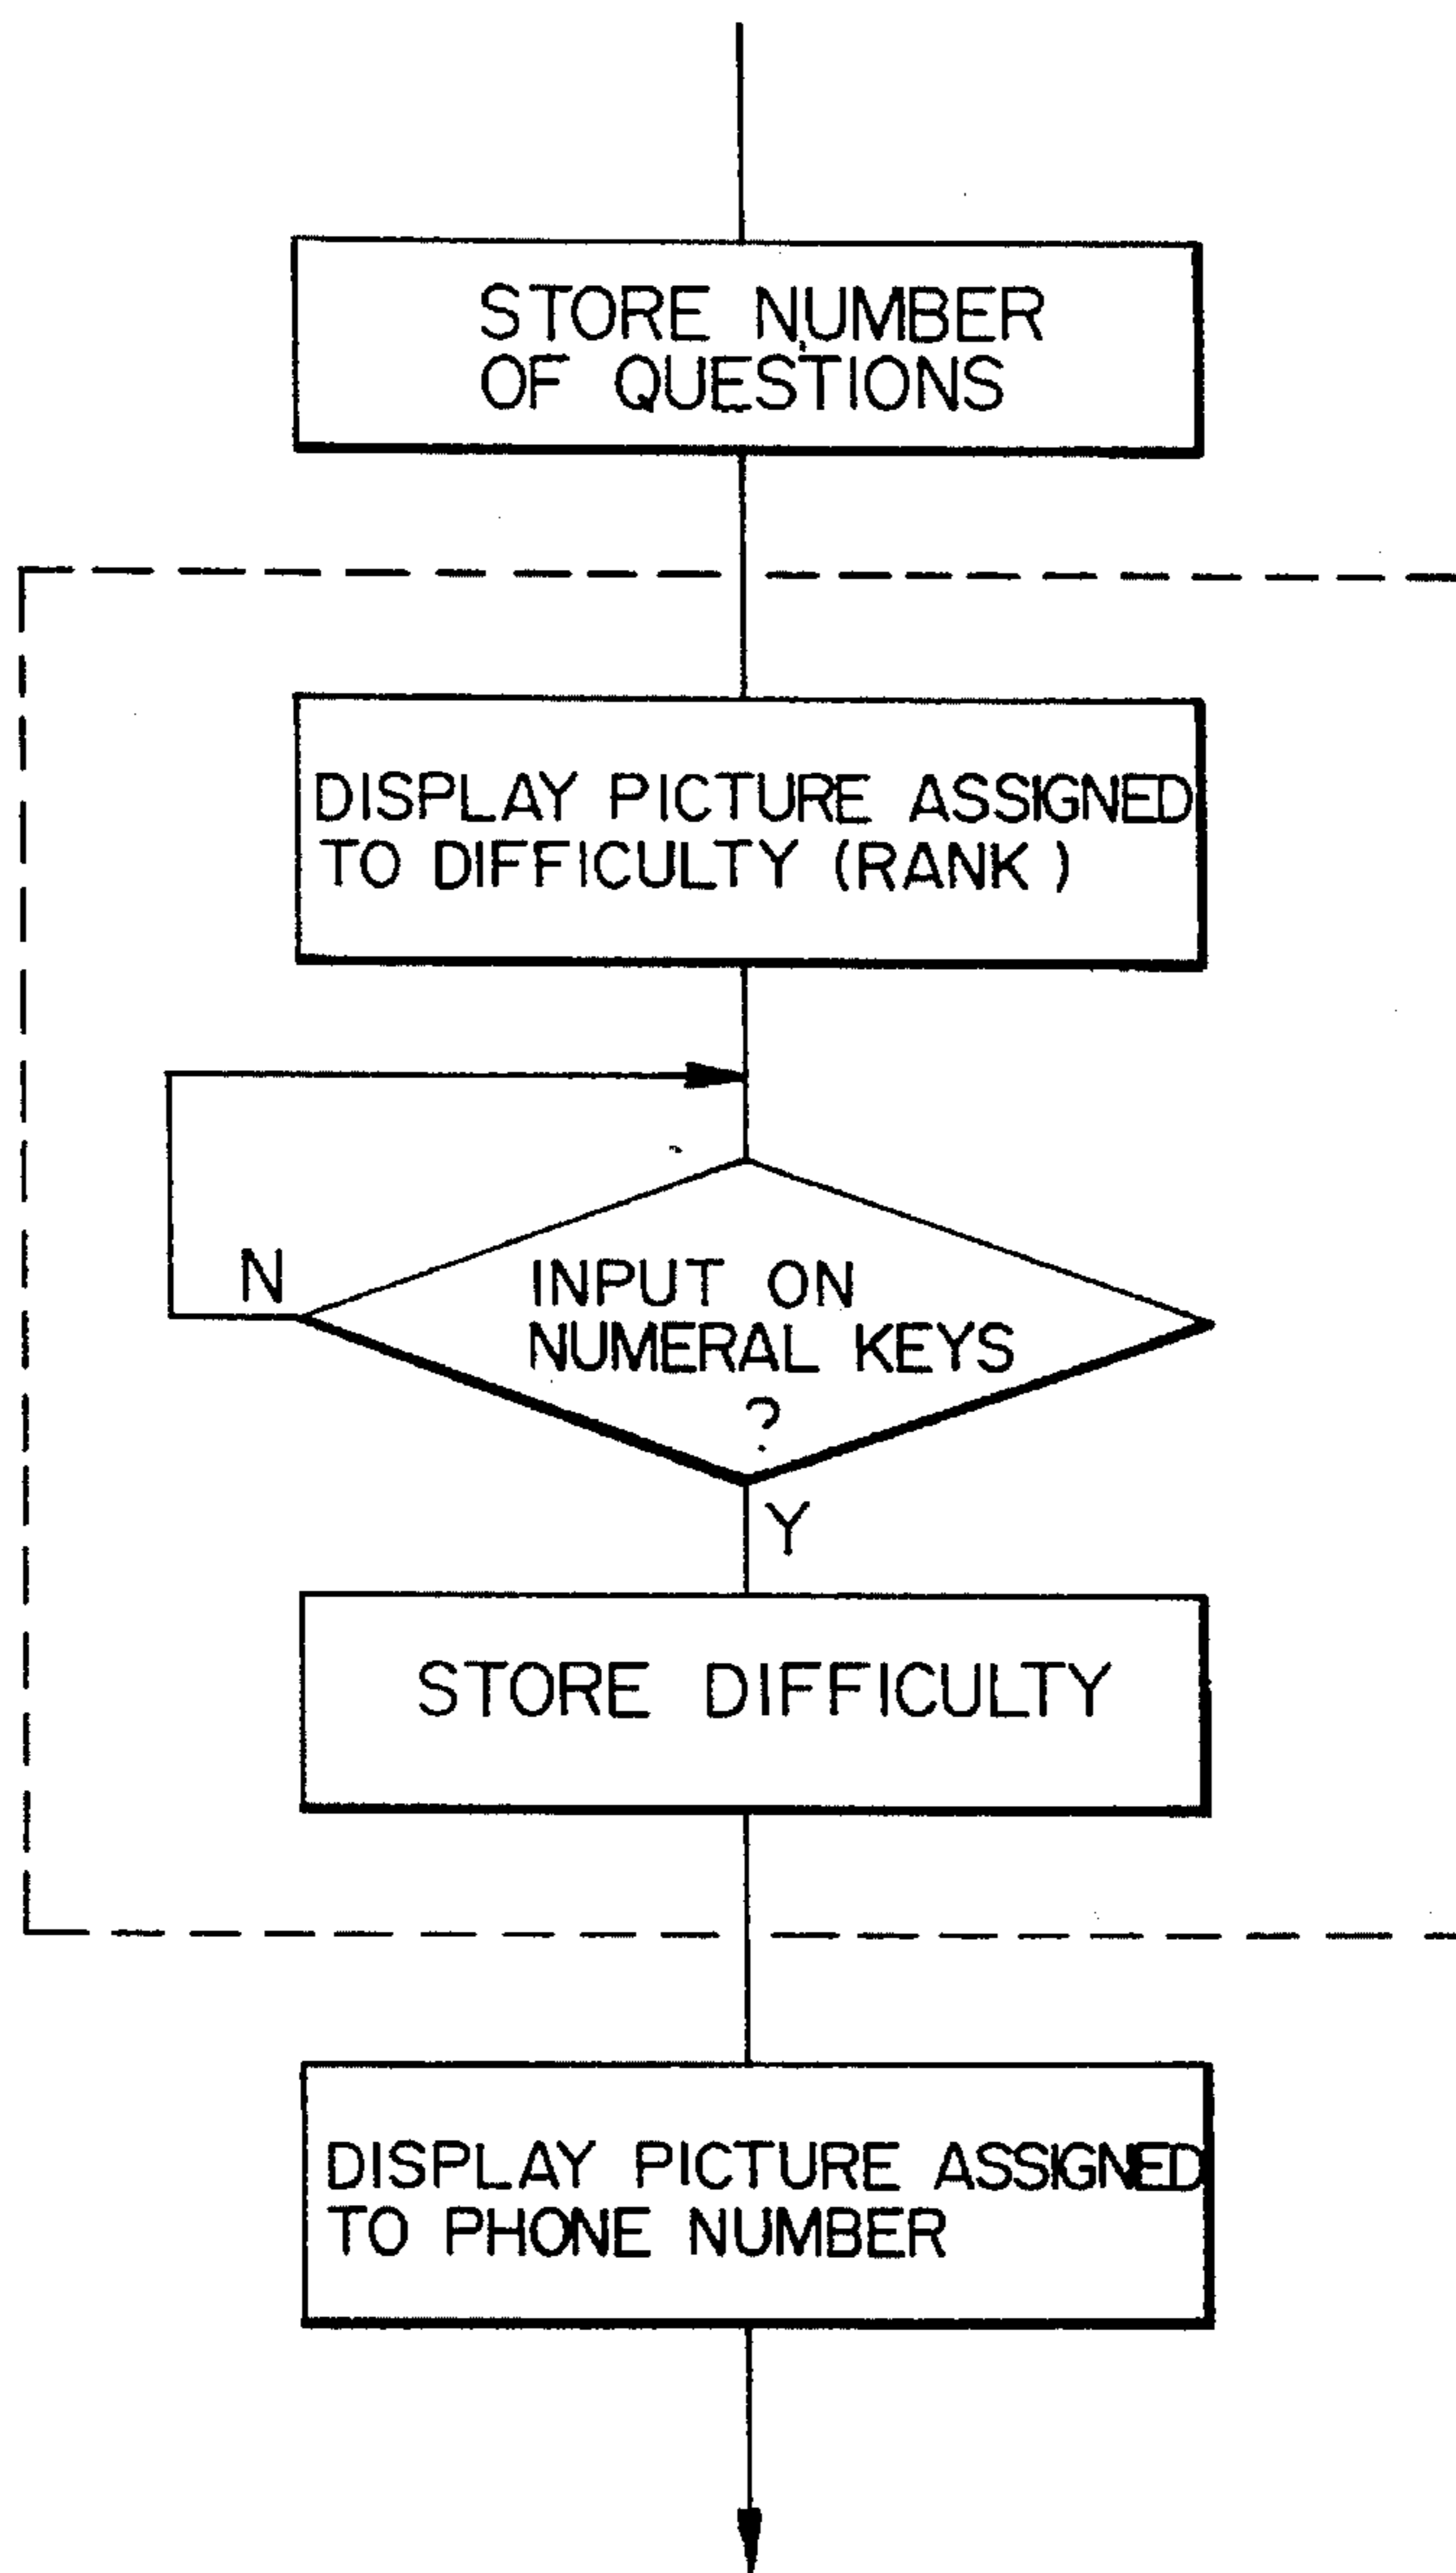 STORE NUMBER
OF QUESTIONS
DISPLAY PICTURE ASSIGNED
TO DIFFICULTY (RANK)
N
INPUT ON
NUMERAL KEYS
?
Y
STORE DIFFICULTY
DISPLAY PICTURE ASSIGNED
TO PHONE NUMBER